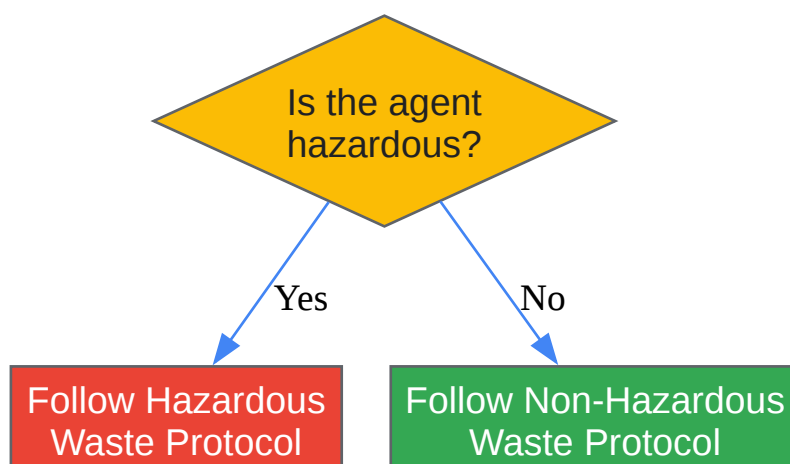 Is the agent
hazardous?
Yes
No
Follow Hazardous
Waste Protocol
Follow Non-Hazardous
Waste Protocol